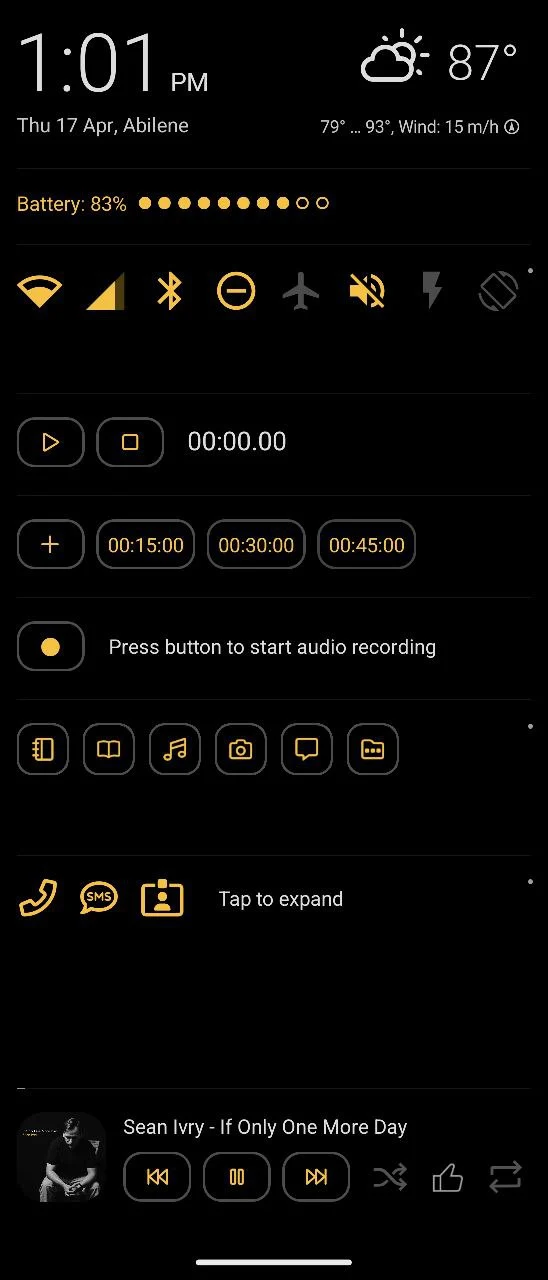 1:01 PM
87°
Thu 17 Apr, Abilene
79° ... 93°, Wind: 15 m/h
Battery: 83%
00:00.00
00:15:00 00:30:00 00:45:00
Press button to start audio recording
SMS
Tap to expand
Sean Ivry - If Only One More Day